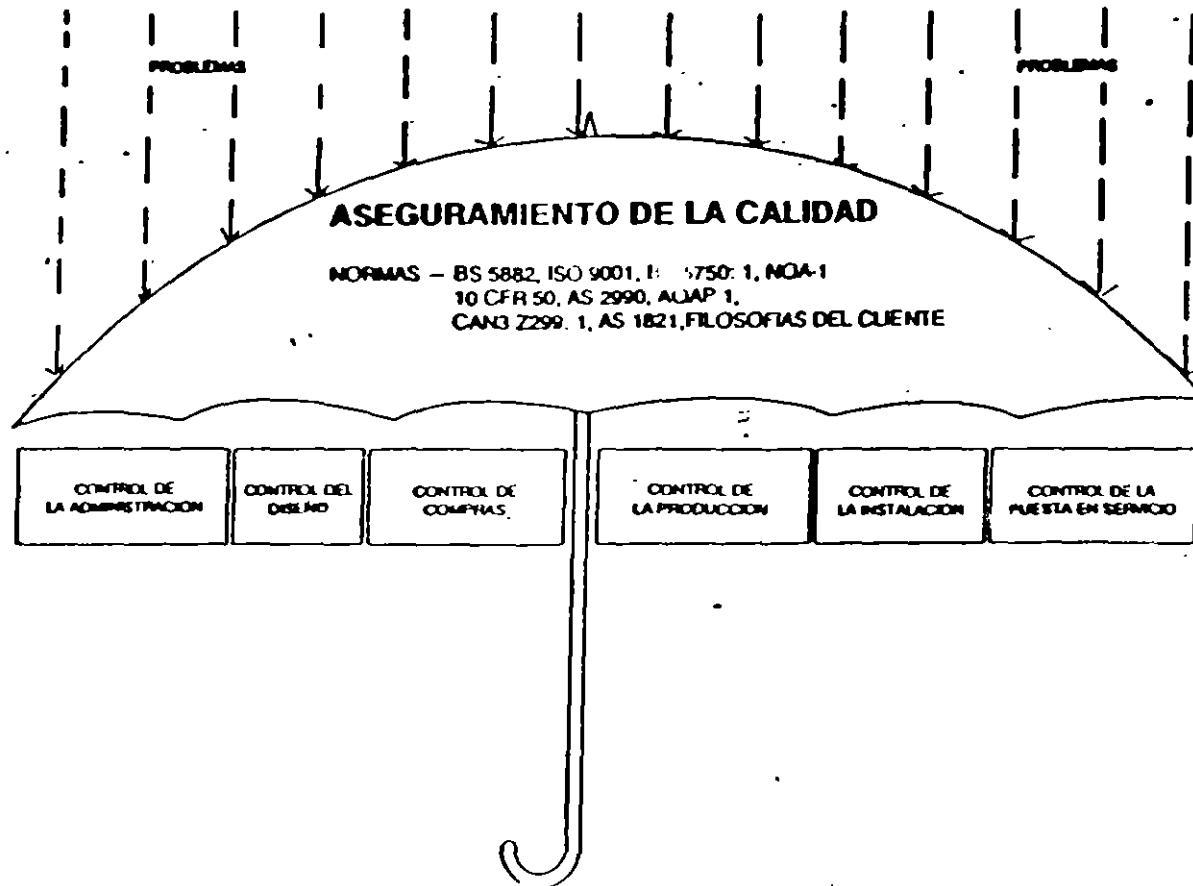 PROBLEMAS
PROBLEMAS
ASEGURAMIENTO DE LA CALIDAD
NORMAS – BS 5882, ISO 9001, 5750: 1, NQA-1
10 CFR 50, AS 2990, AQAP 1,
CAN3 Z299. 1, AS 1821, FILOSOFIAS DEL CLIENTE
CONTROL DE
LA ADMINISTRACION
CONTROL DEL
DISEÑO
CONTROL DE
COMPRAS
CONTROL DE
LA PRODUCCION
CONTROL DE
LA INSTALACION
CONTROL DE LA
PUESTA EN SERVICIO